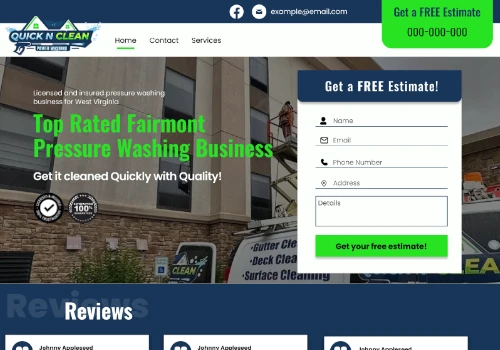 example@email.com
Get a FREE Estimate
000-000-000
QUICK N CLEAN
POWER WASHING
Home
Contact
Services
Licensed and insured pressure washing
business for West Virginia
Top Rated Fairmont
Pressure Washing Business
Get it cleaned Quickly with Quality!
100%
Get a FREE Estimate!
Name
Email
Phone Number
Address
Details
Get your free estimate!
CLEAN
•Gutter Clea
•Deck Clea
•Surface Cleaning
CLEAN
Reviews
Reviews
Johnny Appleseed
Johnny Appleseed
Johnny Appleseed